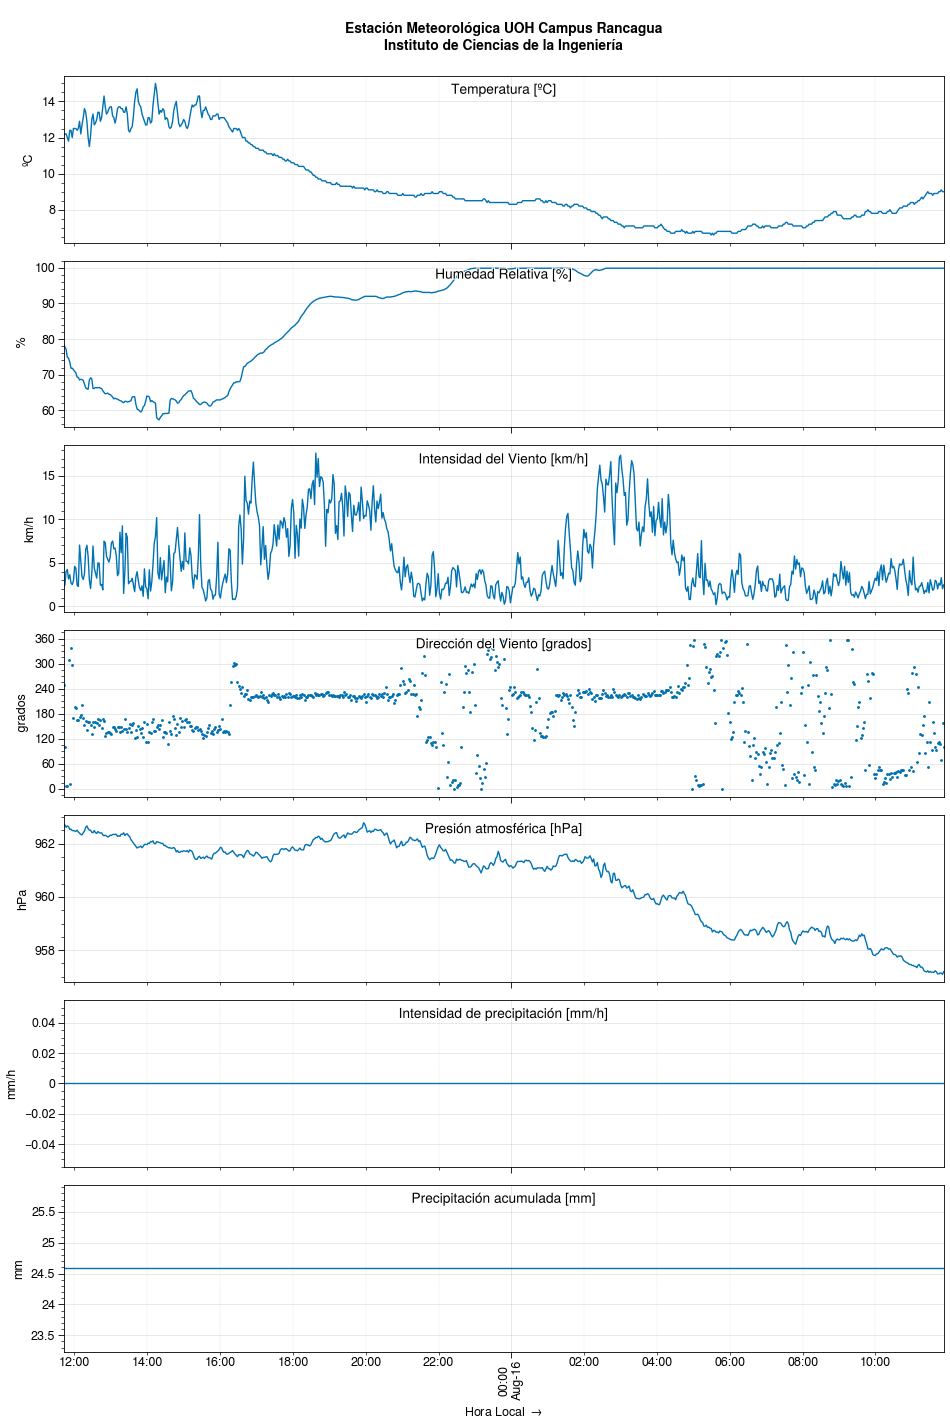 Estación Meteorológica UOH Campus Rancagua
Instituto de Ciencias de la Ingeniería
Temperatura [ºC]
14
12
10
8
ºC
Humedad Relativa [%]
100
90
80
70
60
%
Intensidad del Viento [km/h]
15
10
5
0
km/h
Dirección del Viento [grados]
360
300
240
180
120
60
0
grados
Presión atmosférica [hPa]
962
960
958
hPa
Intensidad de precipitación [mm/h]
0.04
0.02
0
−0.02
−0.04
mm/h
Precipitación acumulada [mm]
25.5
25
24.5
24
23.5
mm
12:00 14:00 16:00 18:00 20:00 22:00 00:00 02:00 04:00 06:00 08:00 10:00
Aug-16
Hora Local →